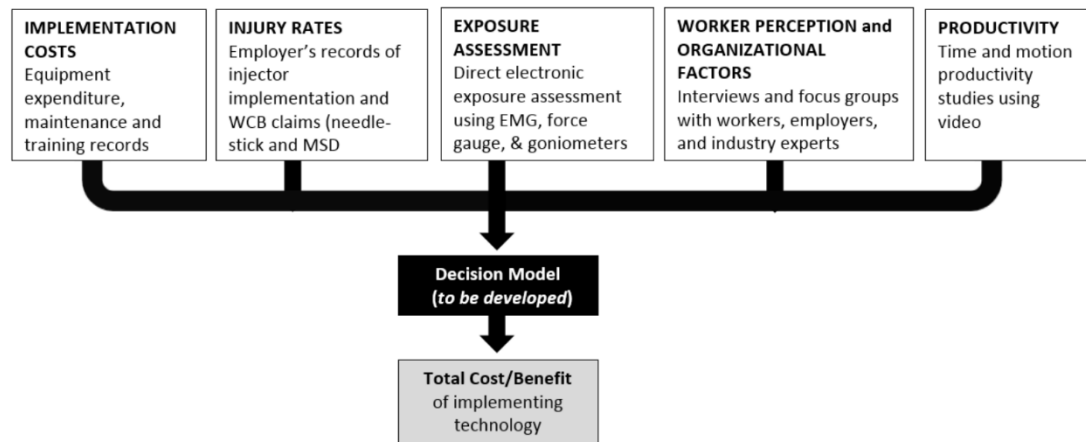 IMPLEMENTATION
COSTS
Equipment
expenditure,
maintenance and
training records
INJURY RATES
Employer's records of
injector
implementation and
WCB claims (needle-
stick and MSD
EXPOSURE
ASSESSMENT
Direct electronic
exposure assessment
using EMG, force
gauge, & goniometers
WORKER PERCEPTION and
ORGANIZATIONAL
FACTORS
Interviews and focus groups
with workers, employers,
and industry experts
PRODUCTIVITY
Time and motion
productivity
studies using
video
Decision Model
(to be developed)
Total Cost/Benefit
of implementing
technology